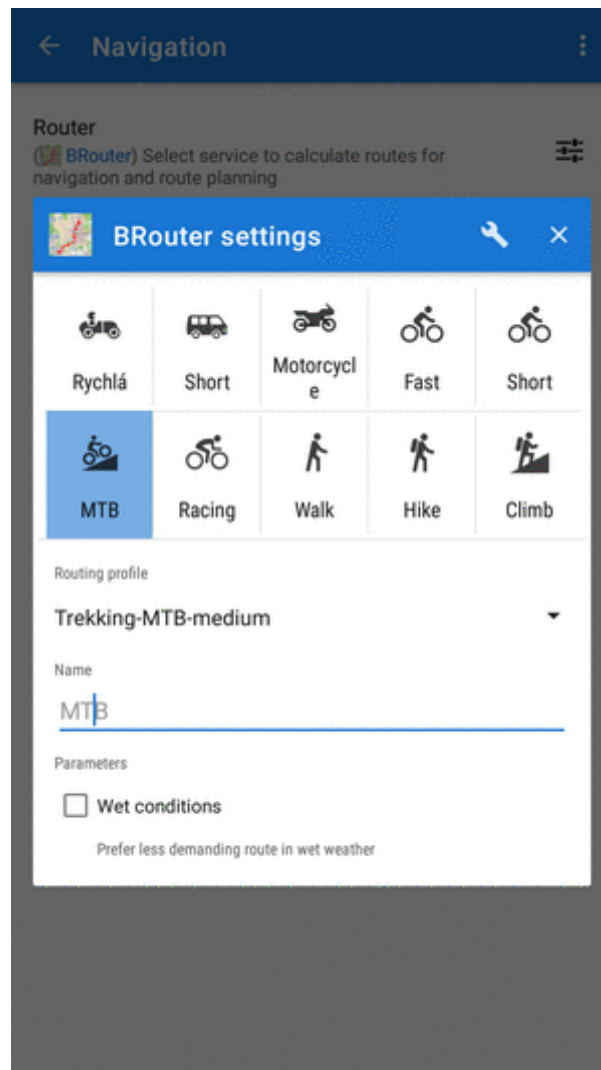 Navigation
Router
(BRouter) Select service to calculate routes for
navigation and route planning
BRouter settings
Rychlá
Short
Motorcycl
e
Fast
Short
MTB
Racing
Walk
Hike
Climb
Routing profile
Trekking-MTB-medium
Name
MTB
Parameters
Wet conditions
Prefer less demanding route in wet weather